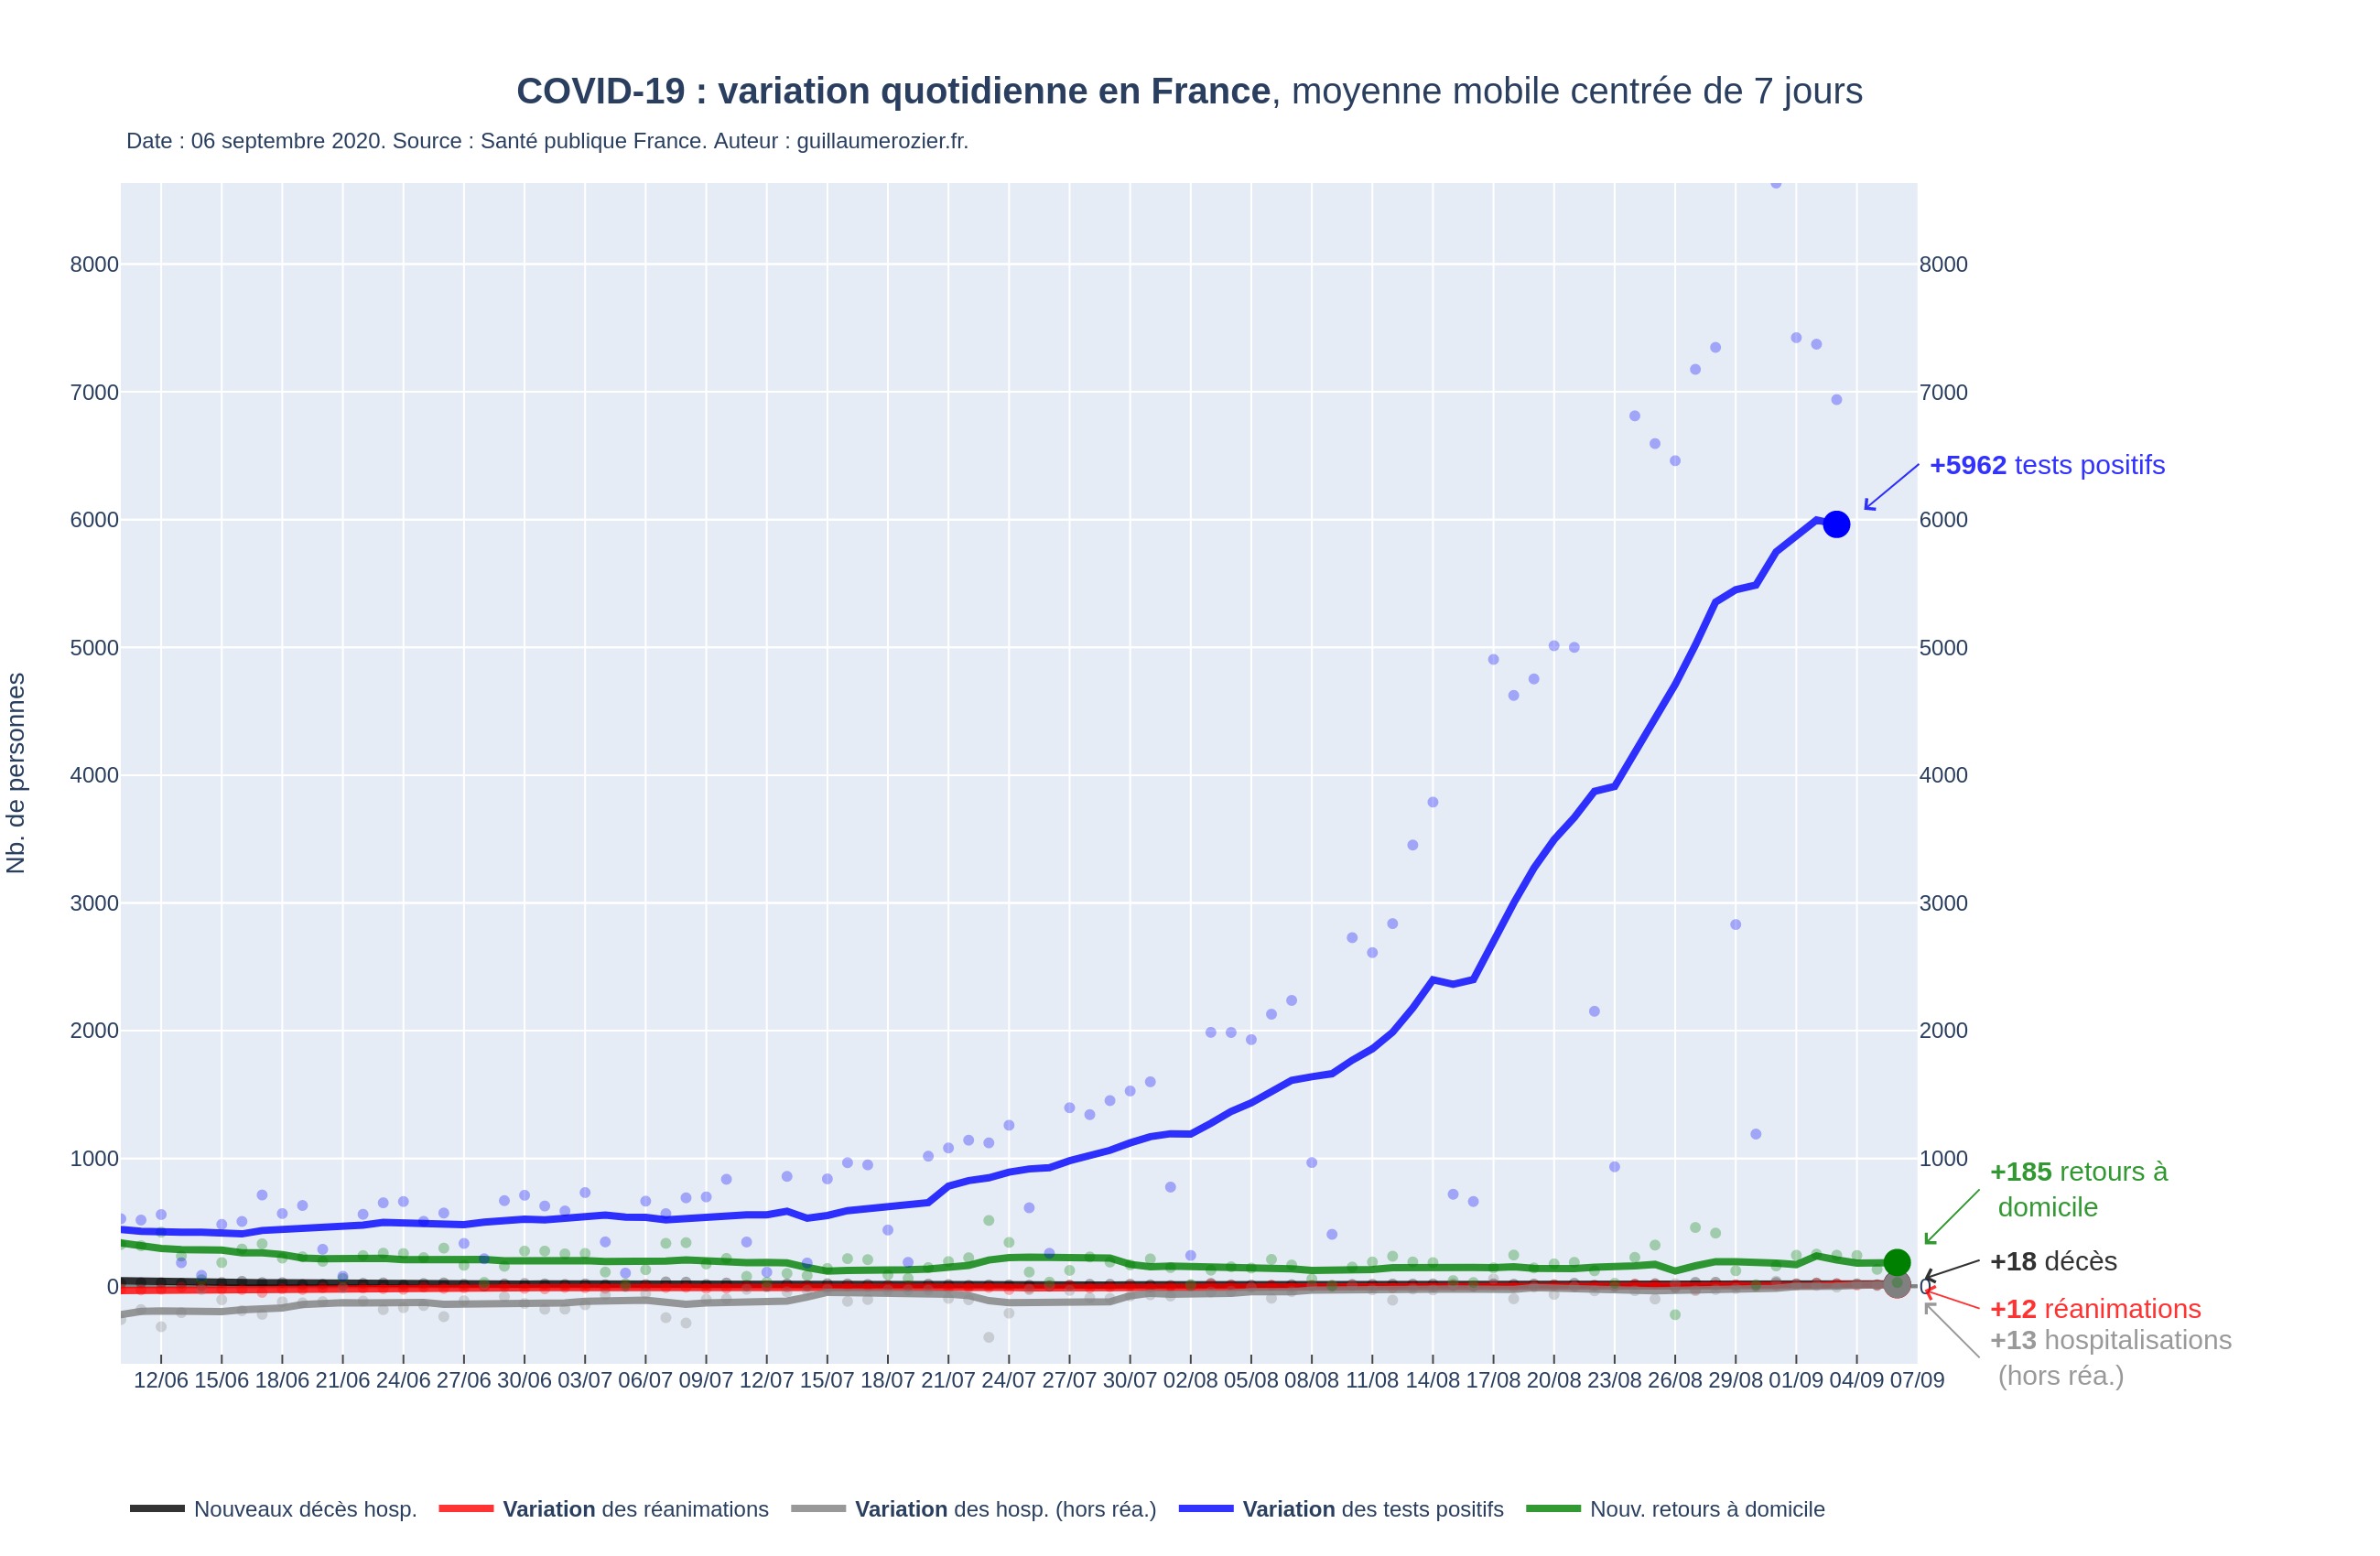 COVID-19 : variation quotidienne en France, moyenne mobile centrée de 7 jours
Date : 06 septembre 2020. Source : Santé publique France. Auteur : guillaumerozier.fr.
Nb. de personnes
8000
7000
6000
5000
4000
3000
2000
1000
0
8000
7000
6000
5000
4000
3000
2000
1000
0
+5962 tests positifs
+185 retours à
domicile
+18 décès
+12 réanimations
+13 hospitalisations
(hors réa.)
12/06 15/06 18/06 21/06 24/06 27/06 30/06 03/07 06/07 09/07 12/07 15/07 18/07 21/07 24/07 27/07 30/07 02/08 05/08 08/08 11/08 14/08 17/08 20/08 23/08 26/08 29/08 01/09 04/09 07/09
Nouveaux décès hosp. Variation des réanimations Variation des hosp. (hors réa.) Variation des tests positifs Nouv. retours à domicile